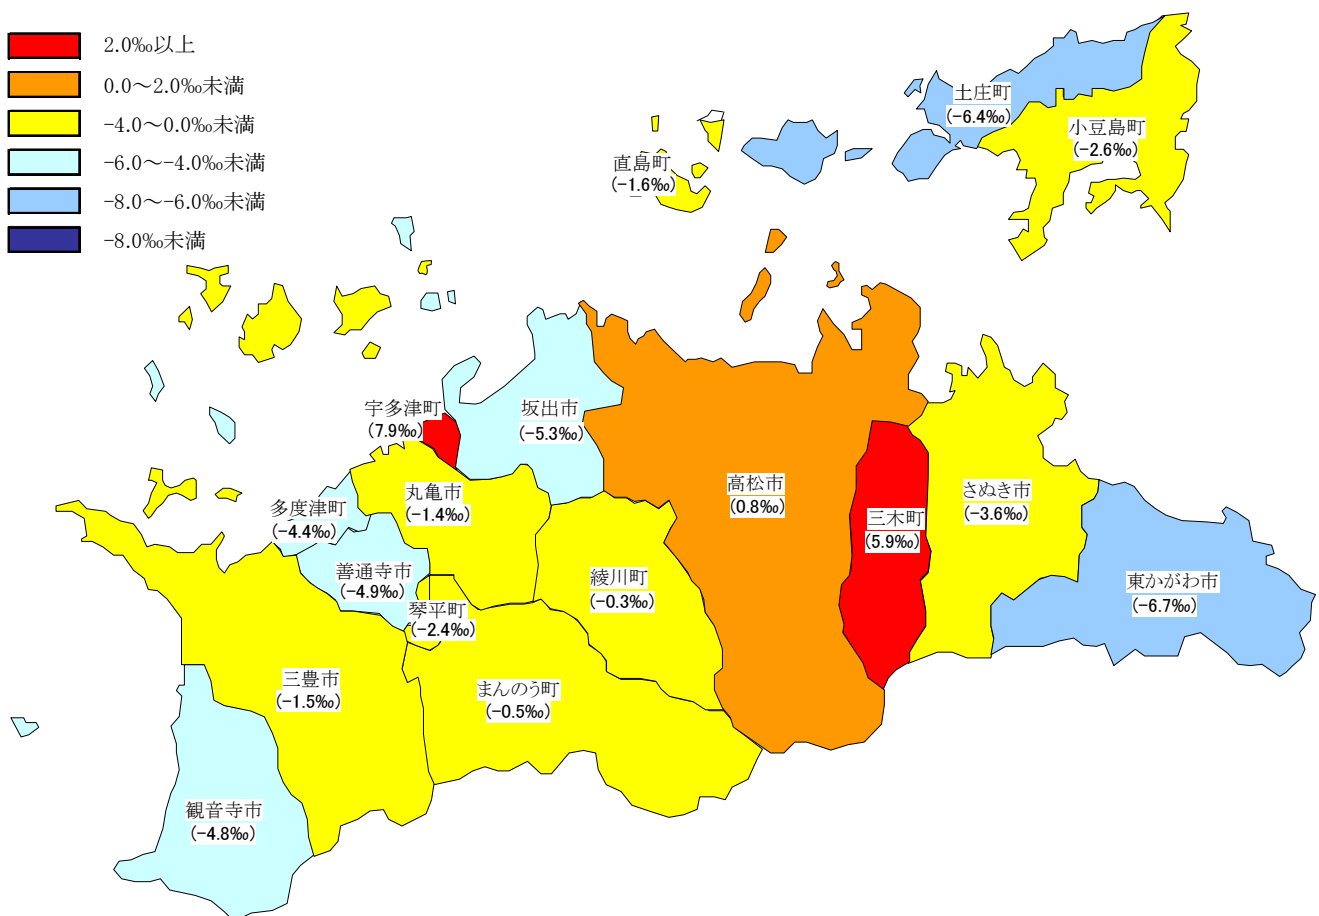 2.0‰以上
0.0～2.0‰未満
-4.0～0.0‰未満
-6.0～-4.0‰未満
-8.0～-6.0‰未満
-8.0‰未満
土庄町
(-6.4‰)
小豆島町
(-2.6‰)
直島町
(-1.6‰)
宇多津町
(7.9‰)
坂出市
(-5.3‰)
高松市
(0.8‰)
丸亀市
(-1.4‰)
さぬき市
(-3.6‰)
多度津町
(-4.4‰)
三木町
(5.9‰)
善通寺市
(-4.9‰)
綾川町
(-0.3‰)
東かがわ市
(-6.7‰)
琴平町
(-2.4‰)
三豊市
(-1.5‰)
まんのう町
(-0.5‰)
観音寺市
(-4.8‰)